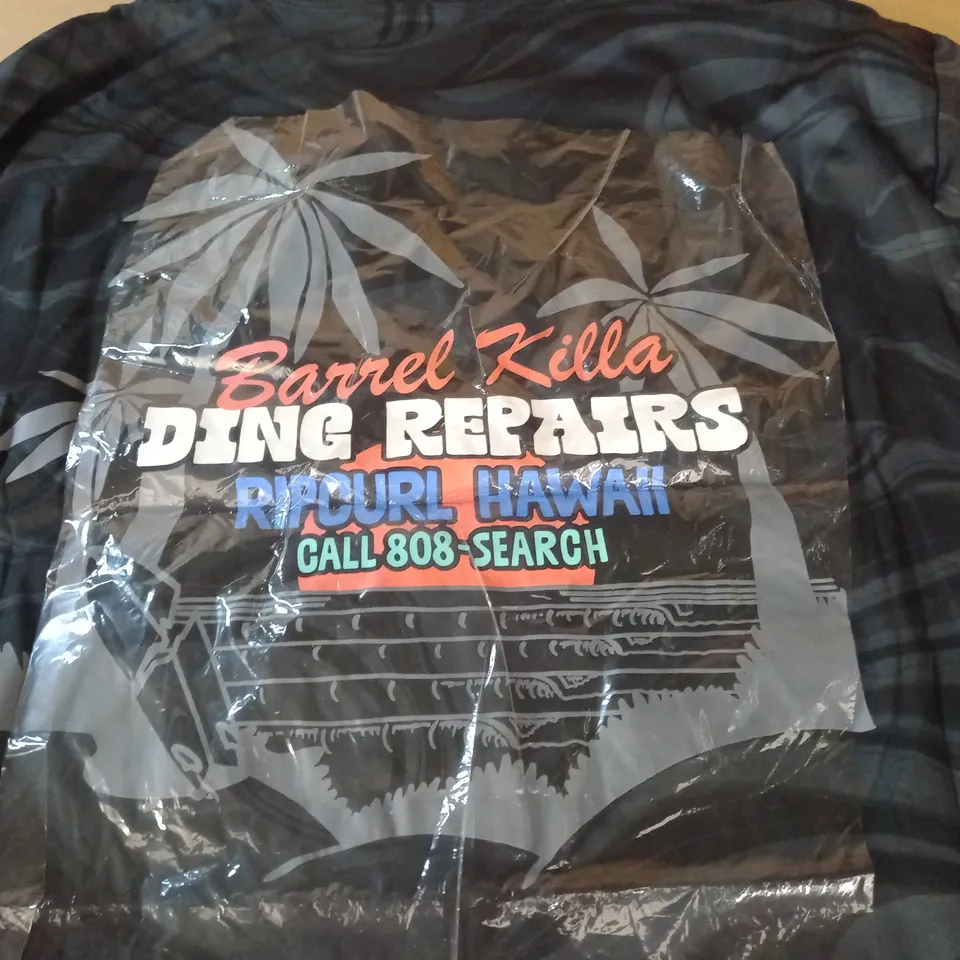 Barrel Killa
DING REPAIRS
RIPCURL HAWAII
CALL 808-SEARCH